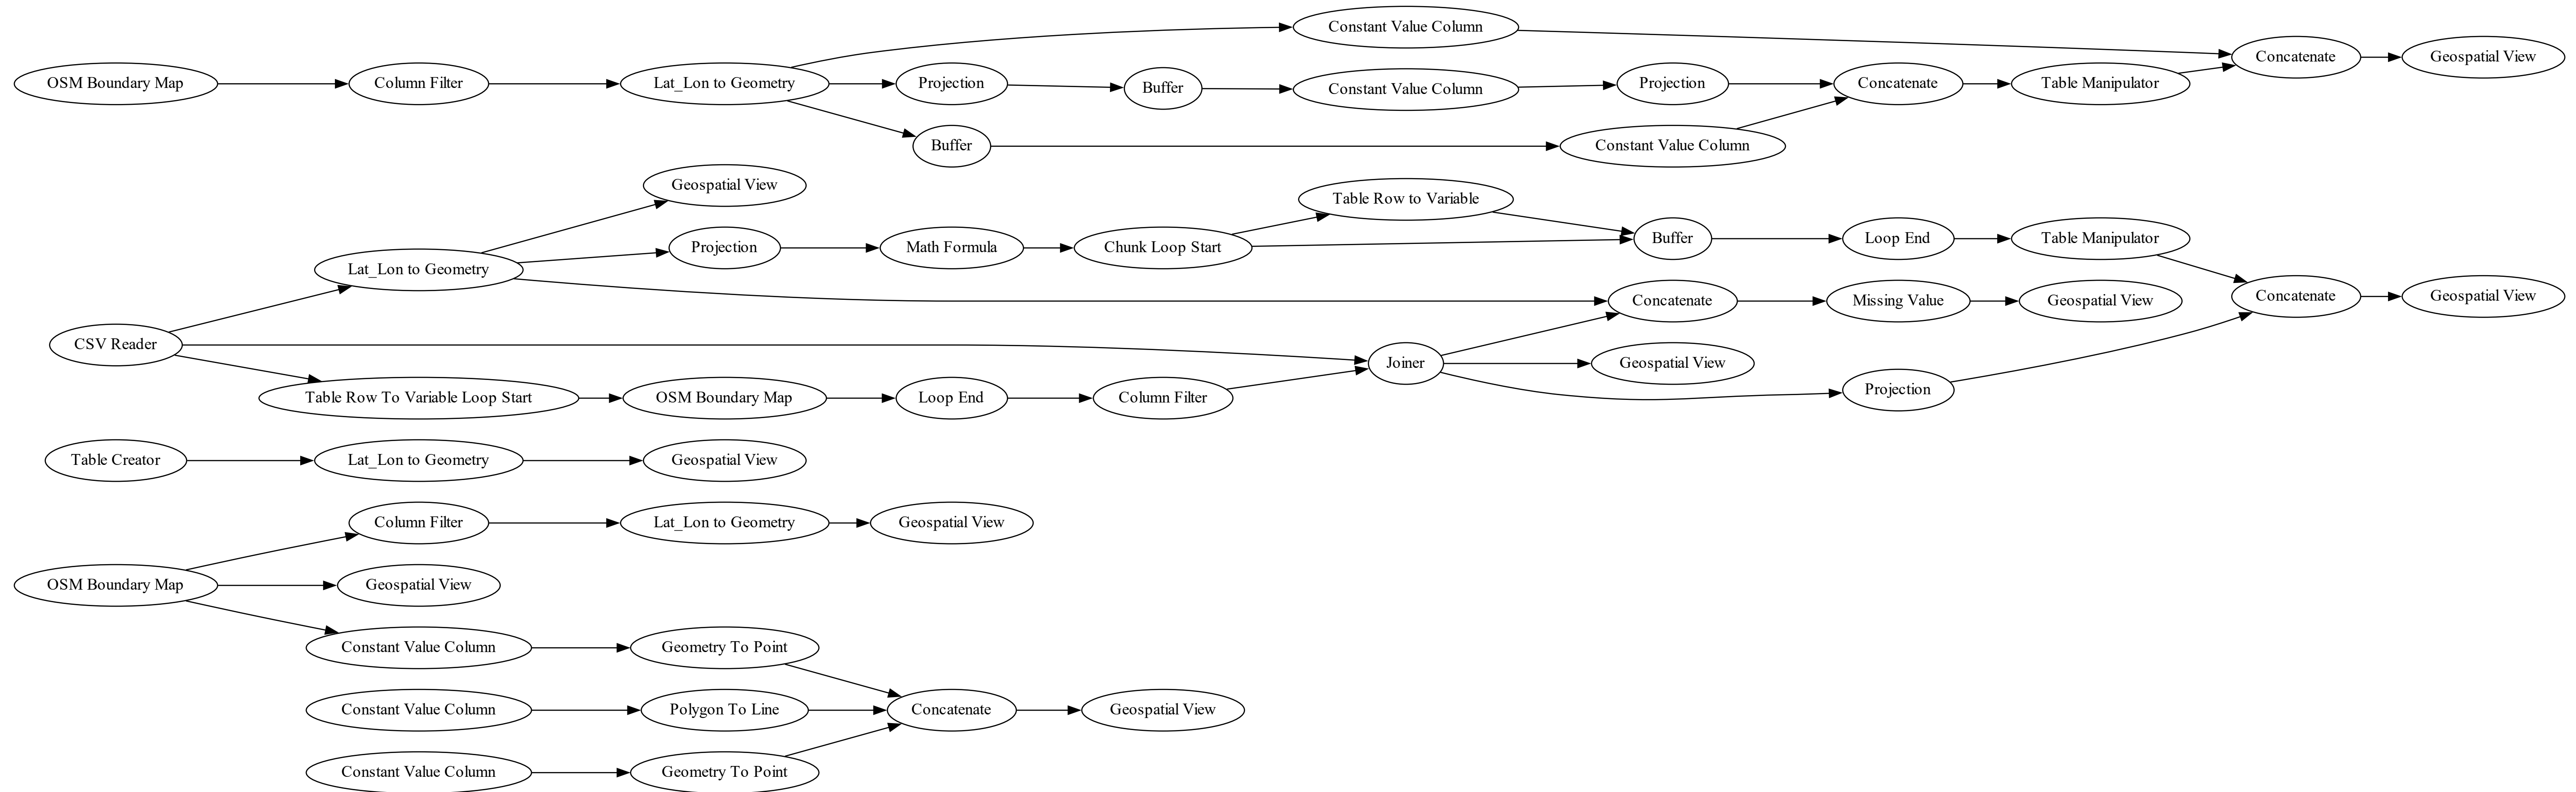 Constant Value Column
Concatenate
Geospatial View
OSM Boundary Map
Column Filter
Lat_Lon to Geometry
Projection
Buffer
Constant Value Column
Projection
Concatenate
Table Manipulator
Buffer
Constant Value Column
Geospatial View
Table Row to Variable
Projection
Math Formula
Chunk Loop Start
Buffer
Loop End
Table Manipulator
Lat_Lon to Geometry
Concatenate
Missing Value
Geospatial View
Concatenate
Geospatial View
CSV Reader
Joiner
Geospatial View
Projection
Table Row To Variable Loop Start
OSM Boundary Map
Loop End
Column Filter
Table Creator
Lat_Lon to Geometry
Geospatial View
Column Filter
Lat_Lon to Geometry
Geospatial View
OSM Boundary Map
Geospatial View
Constant Value Column
Geometry To Point
Constant Value Column
Polygon To Line
Concatenate
Geospatial View
Constant Value Column
Geometry To Point